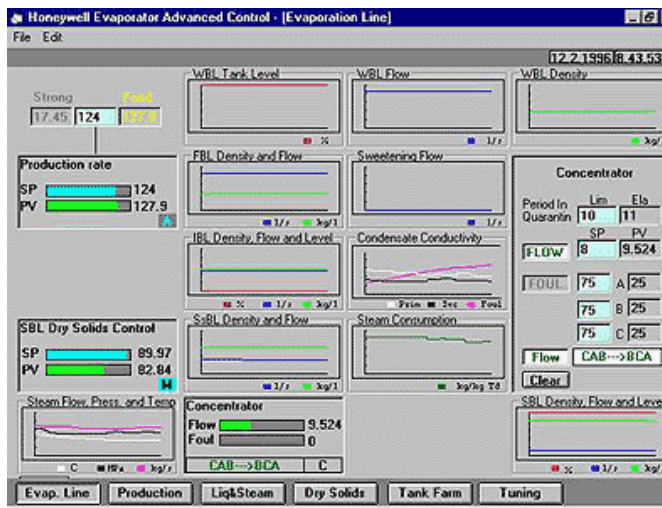 Honeywell Evaporator Advanced Control - [Evaporation Line]
File Edit
12.2.1996 8.43.53
WBL Tank Level
WBL Flow
WBL Density
Strong Feed
17.45 124 127.9
%
l/s
kg/
Production rate
SP 124
PV 127.9
A
FBL Density and Flow
Sweetening Flow
l/s kg/l
l/s
Concentrator
Period In Quarantin
Lim Ela
10 11
SP PV
FLOW 8 9.524
FOUL 75 A 25
75 B 25
75 C 25
Flow CAB--->BCA
Clear
IBL Density, Flow and Level
Condensate Conductivity
% l/s kg/l
Prim Sec Foul
SBL Dry Solids Control
SP 89.97
PV 82.84
M
SsBL Density and Flow
Steam Consumption
l/s kg/l
kg/kg Td
Steam Flow, Press. and Temp
C MPa kg/s
Concentrator
Flow 9.524
Foul 0
CAB--->BCA C
SBL Density, Flow and Leve
% l/s kg/
Evap. Line Production Liq&Steam Dry Solids Tank Farm Tuning